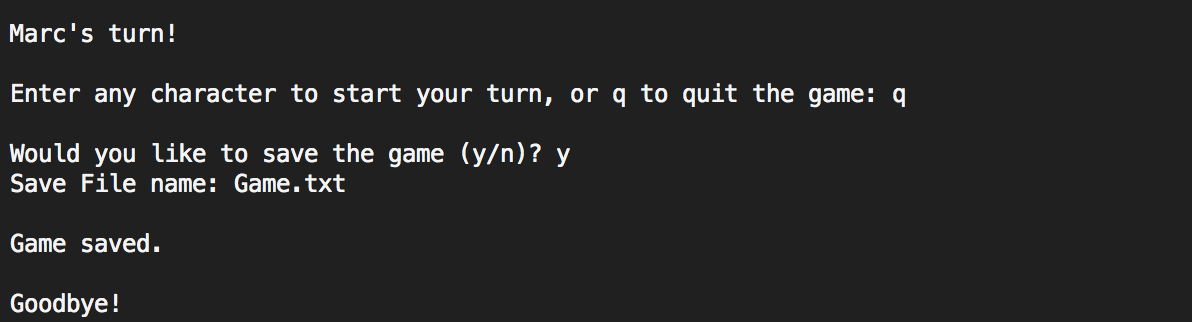 Marc's turn!
Enter any character to start your turn, or q to quit the game: q
Would you like to save the game (y/n)? y
Save File name: Game.txt
Game saved.
Goodbye!